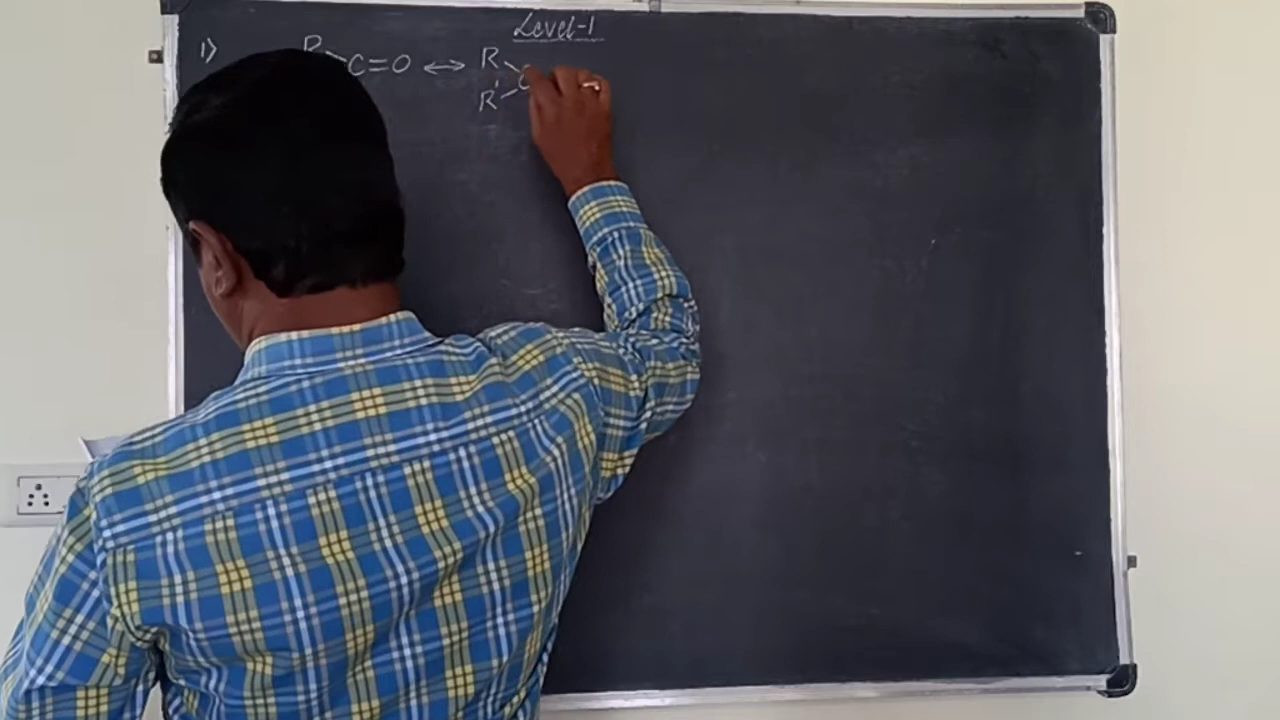 Level-1
1) R
C=O ↔ R
C
R'